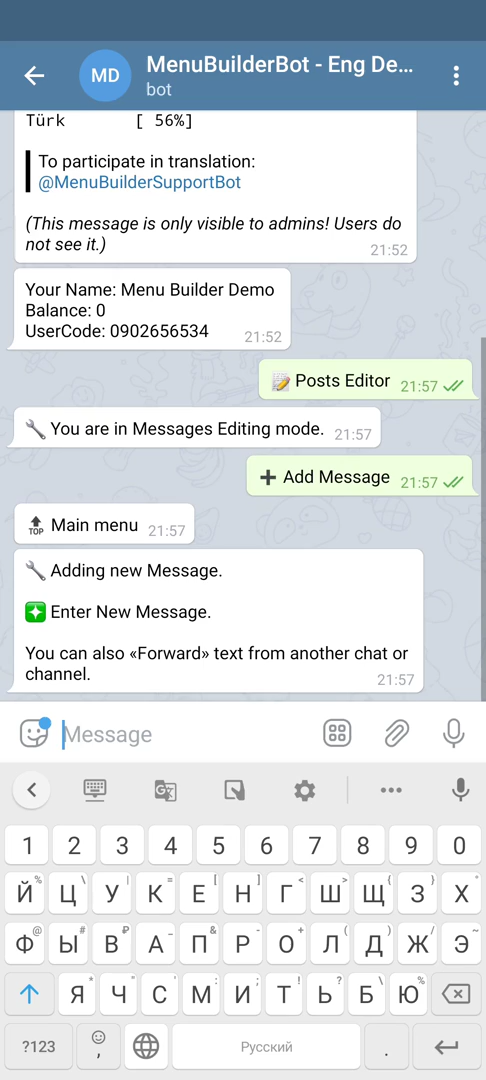 MD
MenuBuilderBot - Eng De...
bot
Türk [ 56%]
To participate in translation:
@MenuBuilderSupportBot
(This message is only visible to admins! Users do
not see it.)
21:52
Your Name: Menu Builder Demo
Balance: 0
UserCode: 0902656534
21:52
📝 Posts Editor 21:57
🔧 You are in Messages Editing mode. 21:57
➕ Add Message 21:57
🔝 Main menu 21:57
🔧 Adding new Message.
❇️ Enter New Message.
You can also «Forward» text from another chat or
channel.
21:57
Message
1 2 3 4 5 6 7 8 9 0
Й % Ц \ У | К = Е [ Н ] Г < Ш > Щ { З } Х °
Ф @ Ы # В ₽ А _ П & Р - О + Л ( Д ) Ж / Э ~
Я * Ч " С ' М : И ; Т ! Ь ? Б \ Ю %
?123 , Русский .